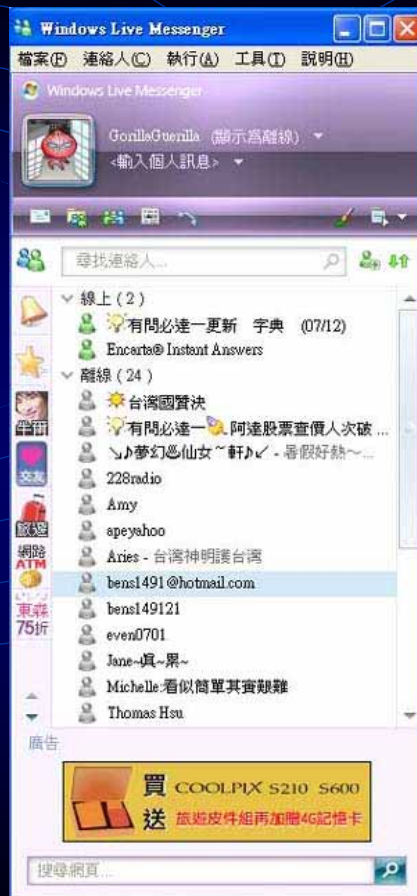 Windows Live Messenger
檔案(F) 連絡人(C) 執行(A) 工具(T) 說明(H)
Windows Live Messenger
GorillaGuerilla (顯示為離線)
<輸入個人訊息>
尋找連絡人...
線上 (2)
有問必達─更新 字典 (07/12)
Encarta® Instant Answers
離線 (24)
台灣國賢決
有問必達─ 阿達股票查價人次破 ...
夢幻 仙女~軒 - 暑假好熱~...
228radio
Amy
apeyahoo
Aries - 台灣神明護台灣
bens1491@hotmail.com
bens149121
even0701
Jane~真~累~
Michelle:看似簡單其實艱難
Thomas Hsu
交友
旅遊
網路
ATM
東森
75折
廣告
買 COOLPIX S210 S600
送 旅遊皮件組再加贈4G記憶卡
搜尋網頁...